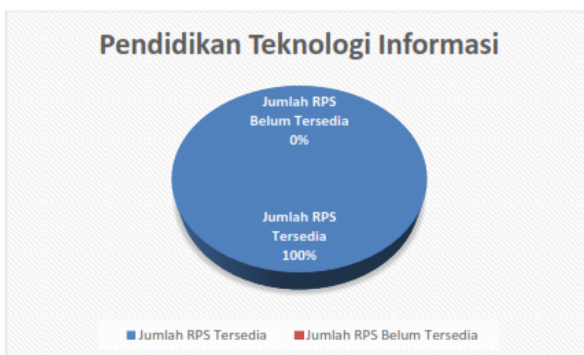 Pendidikan Teknologi Informasi
Jumlah RPS
Belum Tersedia
0%
Jumlah RPS
Tersedia
100%
Jumlah RPS Tersedia
Jumlah RPS Belum Tersedia